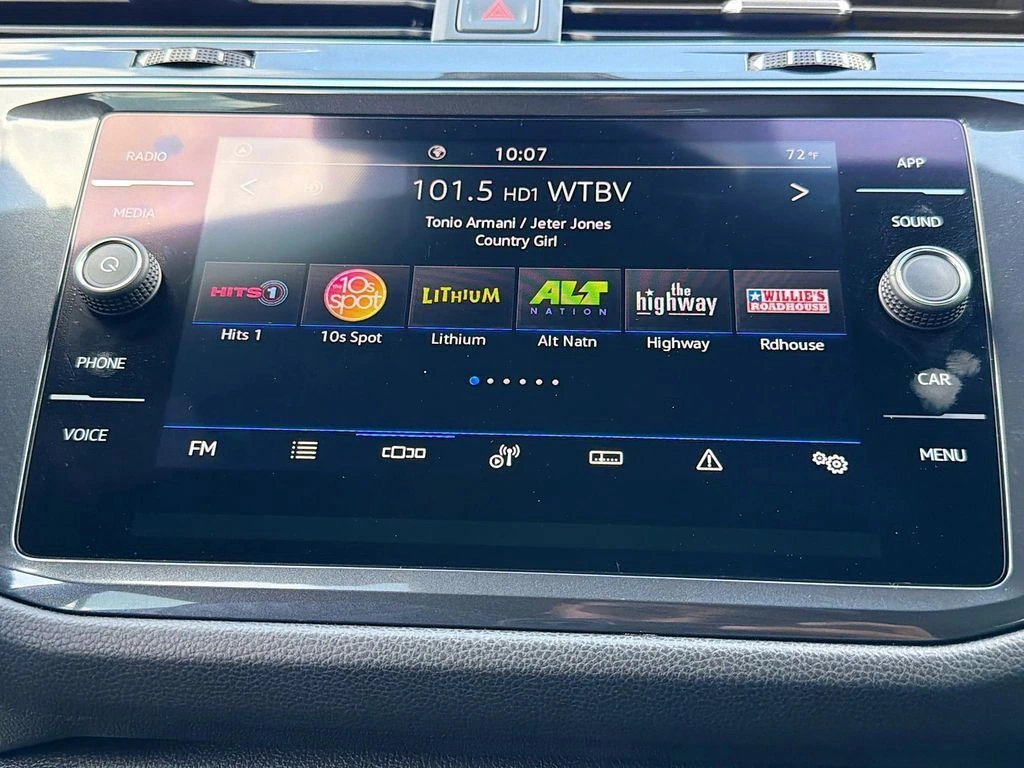 RADIO
MEDIA
PHONE
VOICE
10:07
72°F
101.5 HD1 WTBV
Tonio Armani / Jeter Jones
Country Girl
HITS 1
the 10s spot
LITHIUM
ALT NATION
the highway
WILLIE'S ROADHOUSE
Hits 1
10s Spot
Lithium
Alt Natn
Highway
Rdhouse
FM
APP
SOUND
CAR
MENU